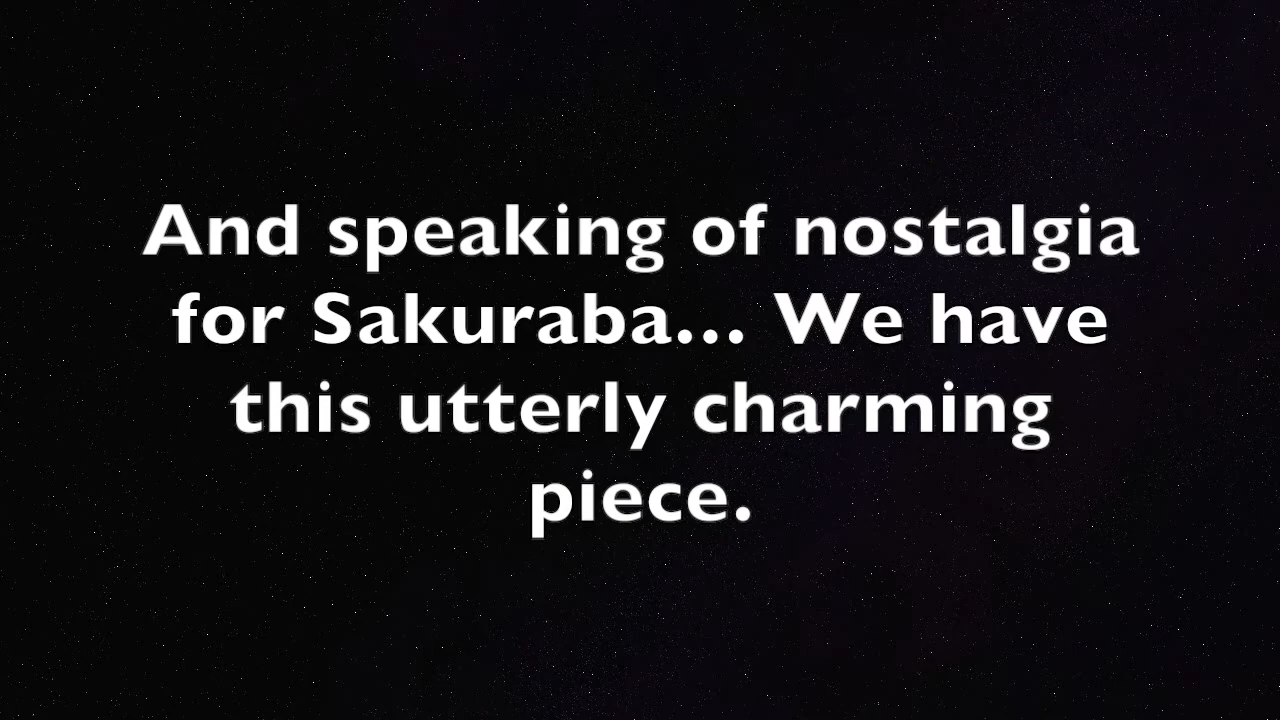 And speaking of nostalgia
for Sakuraba... We have
this utterly charming
piece.